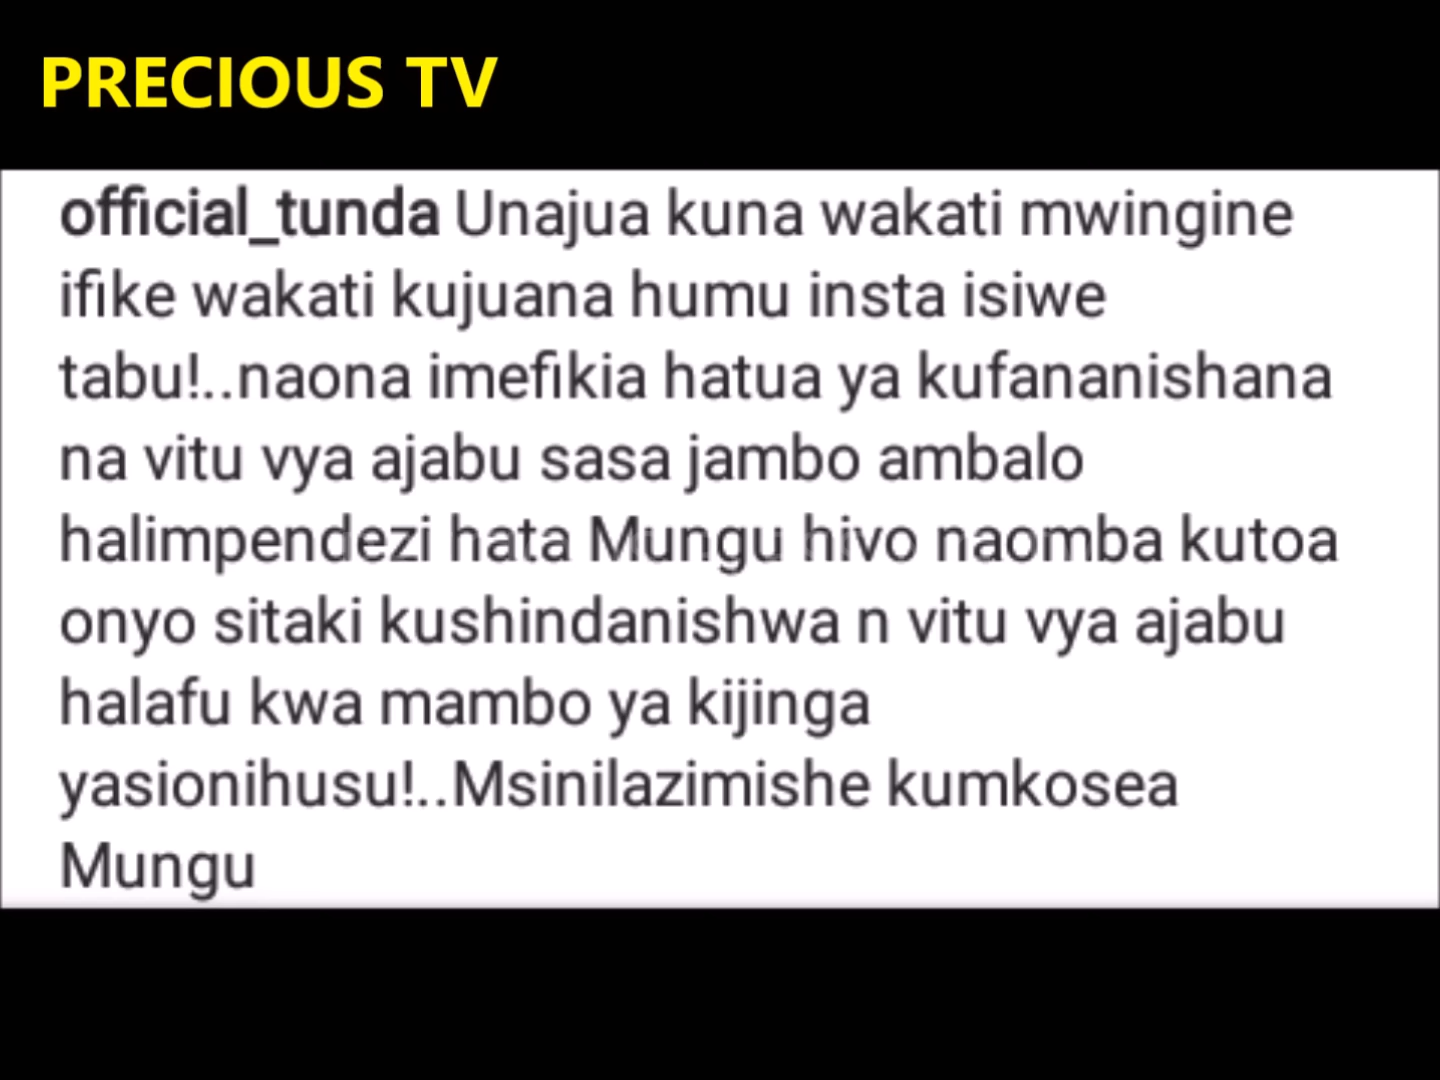 PRECIOUS TV
official_tunda Unajua kuna wakati mwingine
ifike wakati kujuana humu insta isiwe
tabu!..naona imefikia hatua ya kufananishana
na vitu vya ajabu sasa jambo ambalo
halimpendezi hata Mungu hivo naomba kutoa
onyo sitaki kushindanishwa n vitu vya ajabu
halafu kwa mambo ya kijinga
yasionihusu!..Msinilazimishe kumkosea
Mungu